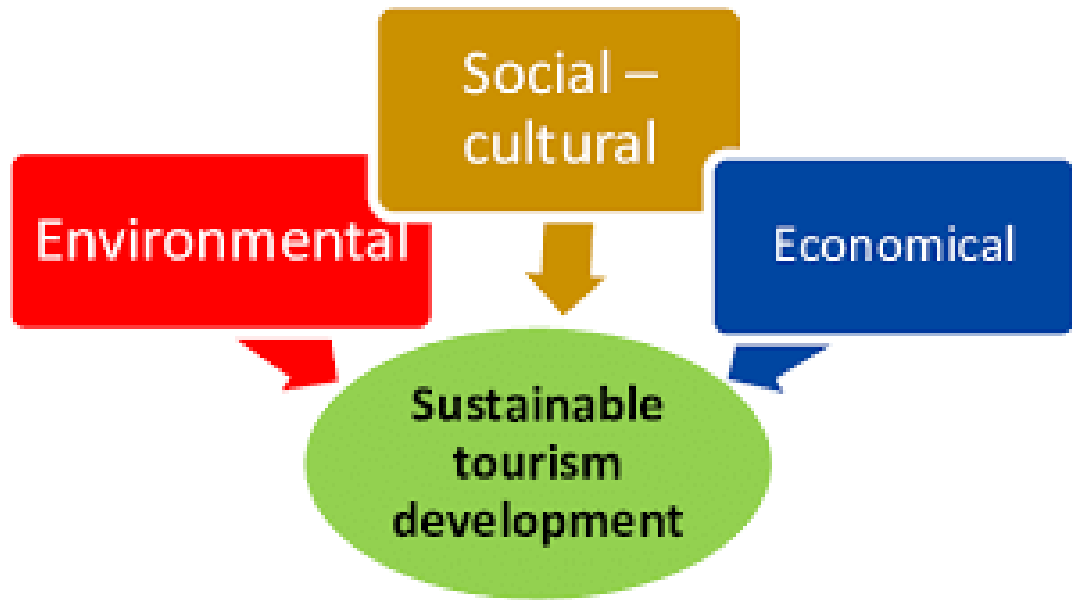 Social –
cultural
Environmental
Economical
Sustainable
tourism
development